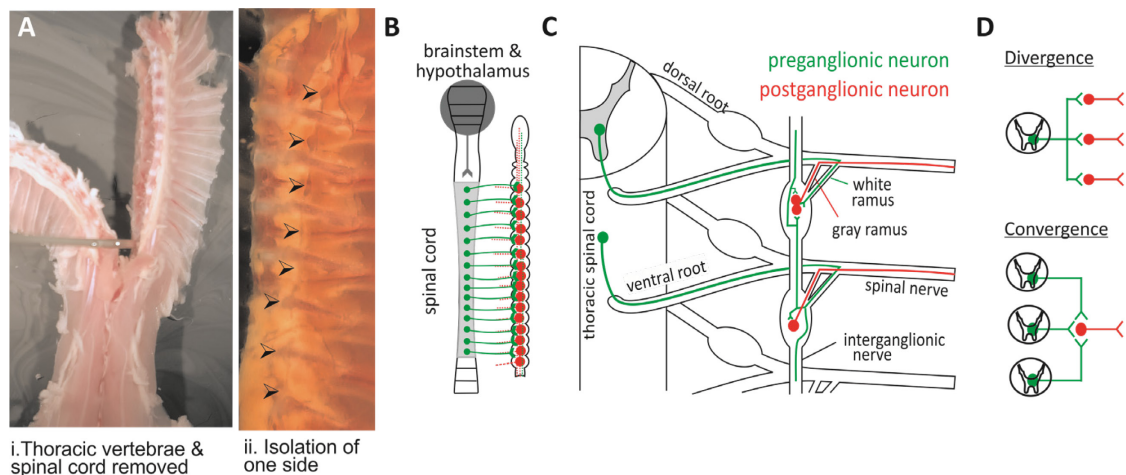 A
i.Thoracic vertebrae &
spinal cord removed
ii. Isolation of
one side
B
brainstem &
hypothalamus
spinal cord
C
preganglionic neuron
postganglionic neuron
dorsal root
white
ramus
gray ramus
thoracic spinal cord
ventral root
spinal nerve
interganglionic
nerve
D
Divergence
Convergence